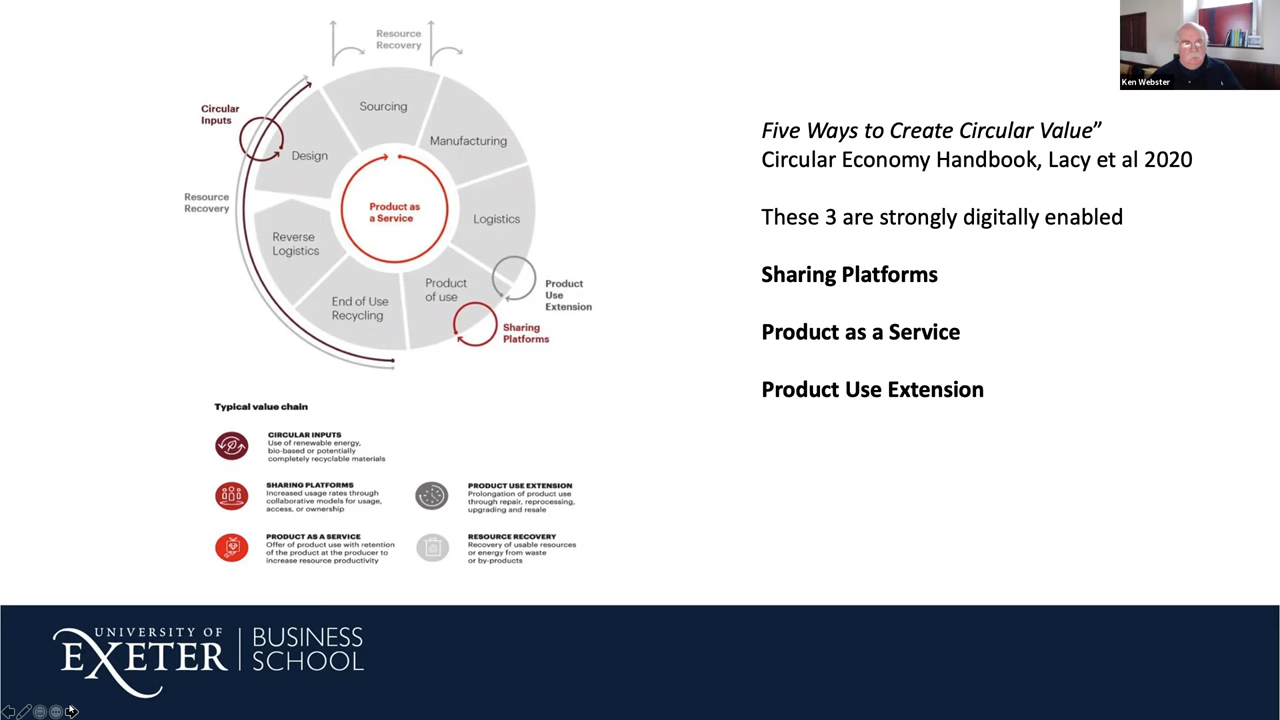 Resource
Recovery
Circular
Inputs
Sourcing
Manufacturing
Design
Resource
Recovery
Product as
a Service
Logistics
Reverse
Logistics
Product
of use
End of Use
Recycling
Product
Use
Extension
Sharing
Platforms
Typical value chain
CIRCULAR INPUTS
Use of renewable energy,
bio-based or potentially
completely recyclable materials
SHARING PLATFORMS
Increased usage rates through
collaborative models for usage,
access, or ownership
PRODUCT USE EXTENSION
Prolongation of product use
through repair, reprocessing,
upgrading and resale
PRODUCT AS A SERVICE
Offer of product use with retention
of the product at the producer to
increase resource productivity
RESOURCE RECOVERY
Recovery of usable resources
or energy from waste
or by-products
Ken Webster
Five Ways to Create Circular Value”
Circular Economy Handbook, Lacy et al 2020
These 3 are strongly digitally enabled
Sharing Platforms
Product as a Service
Product Use Extension
UNIVERSITY OF
EXETER
BUSINESS
SCHOOL